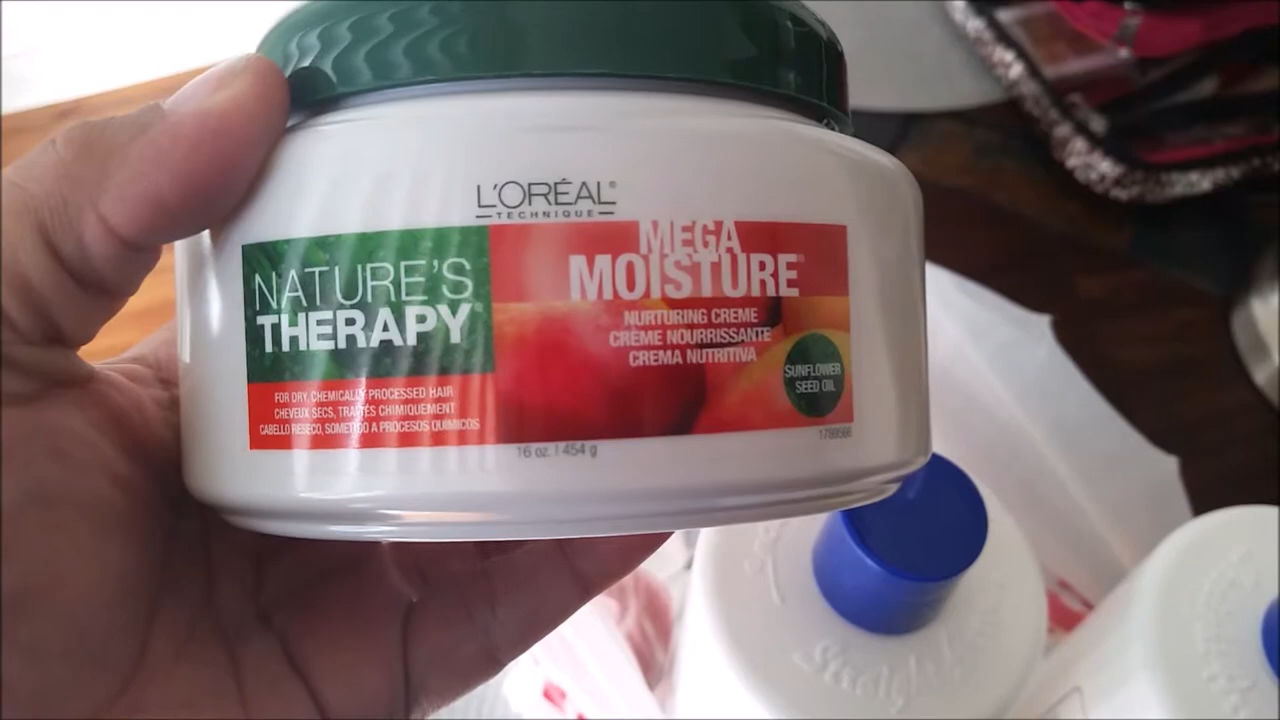 L'ORÉAL®
TECHNIQUE
NATURE'S
THERAPY®
FOR DRY, CHEMICALLY PROCESSED HAIR
CHEVEUX SECS, TRAITÉS CHIMIQUEMENT
CABELLO RESECO, SOMETIDO A PROCESOS QUÍMICOS
MEGA
MOISTURE®
NURTURING CREME
CRÈME NOURRISSANTE
CREMA NUTRITIVA
SUNFLOWER
SEED OIL
16 oz. | 454 g